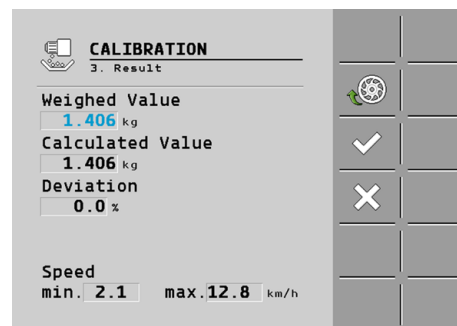 CALIBRATION
3. Result
Weighed Value
1.406 kg
Calculated Value
1.406 kg
Deviation
0.0 %
Speed
min. 2.1 max. 12.8 km/h